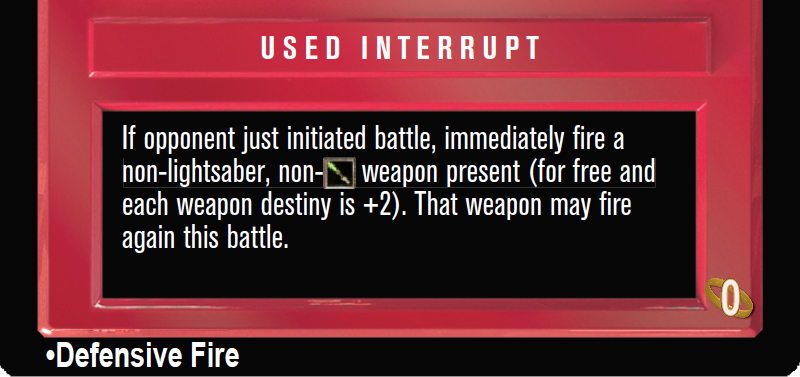 USED INTERRUPT
If opponent just initiated battle, immediately fire a
non-lightsaber, non- weapon present (for free and
each weapon destiny is +2). That weapon may fire
again this battle.
0
•Defensive Fire